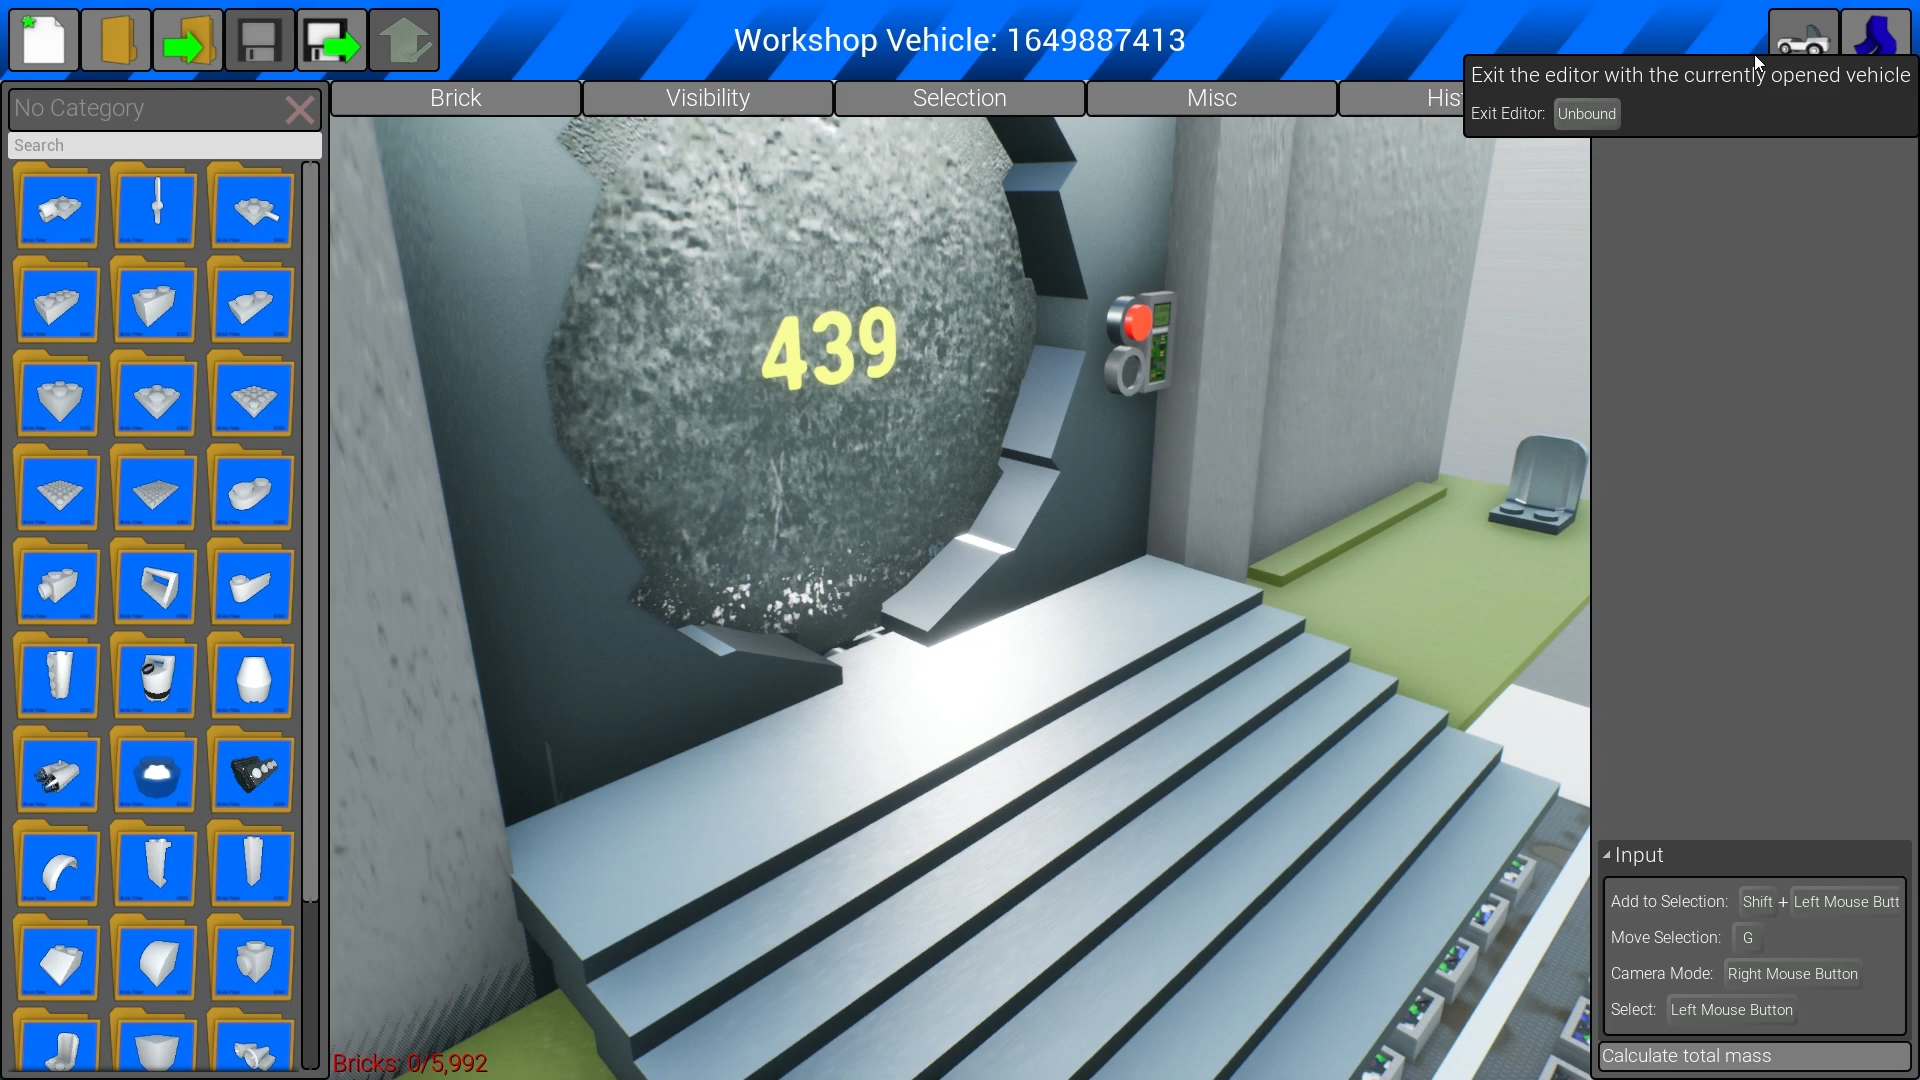 Workshop Vehicle: 1649887413
Exit the editor with the currently opened vehicle
Exit Editor: Unbound
No Category
Search
Brick
Visibility
Selection
Misc
His
439
Input
Add to Selection: Shift + Left Mouse Butt
Move Selection: G
Camera Mode: Right Mouse Button
Select: Left Mouse Button
Calculate total mass
Bricks: 0/5,992